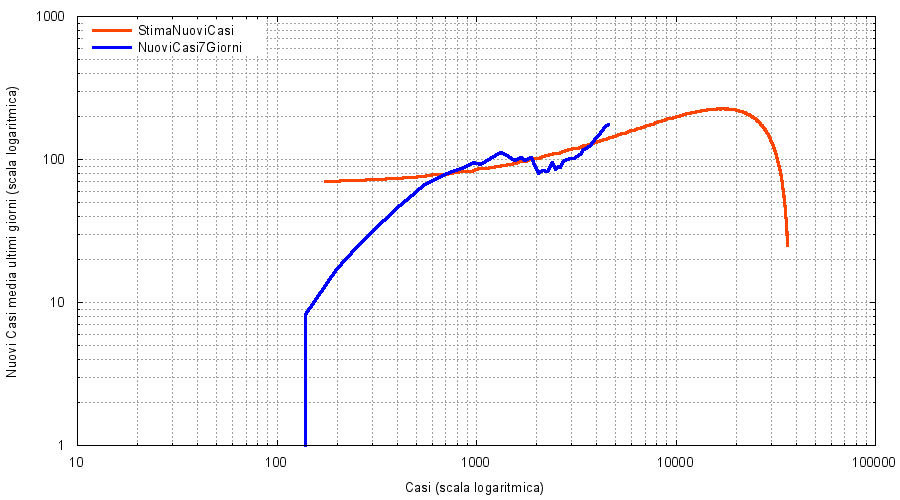 1000
StimaNuoviCasi
NuoviCasi7Giorni
100
10
1
10 100 1000 10000 100000
Casi (scala logaritmica)
Nuovi Casi media ultimi giorni (scala logaritmica)